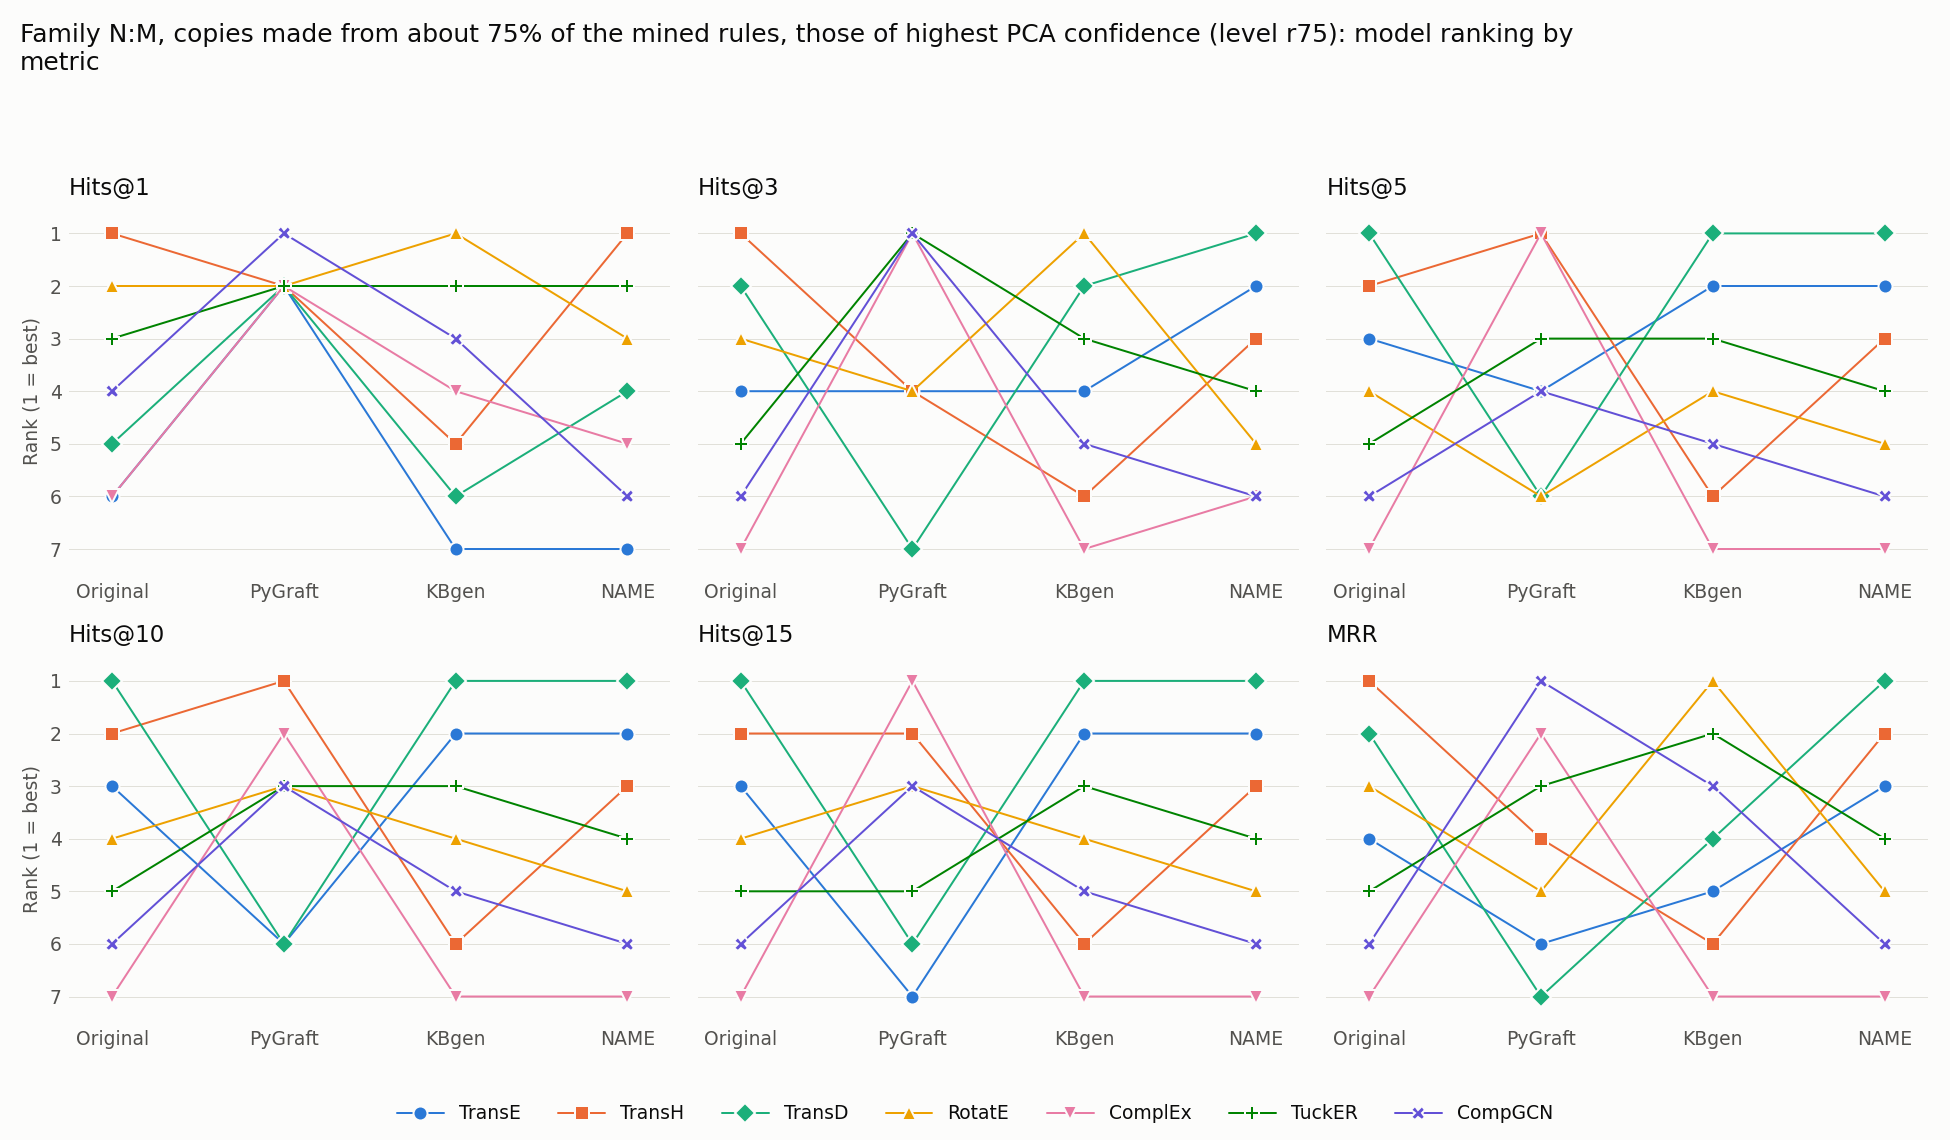 Family N:M, copies made from about 75% of the mined rules, those of highest PCA confidence (level r75): model ranking by
metric
Hits@1
Hits@3
Hits@5
Rank (1 = best)
1
2
3
4
5
6
7
Original PyGraft KBgen NAME
Original PyGraft KBgen NAME
Original PyGraft KBgen NAME
Hits@10
Hits@15
MRR
Rank (1 = best)
1
2
3
4
5
6
7
Original PyGraft KBgen NAME
Original PyGraft KBgen NAME
Original PyGraft KBgen NAME
TransE TransH TransD RotatE ComplEx TuckER CompGCN